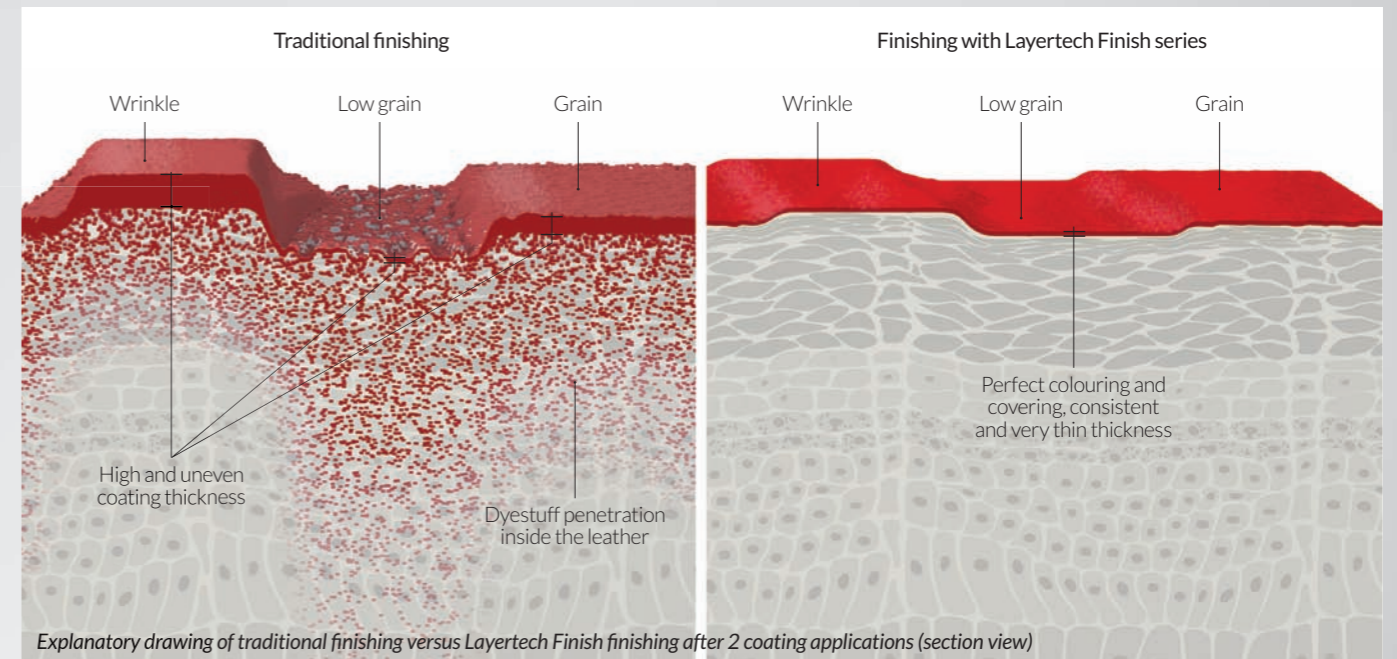 Traditional finishing
Wrinkle
Low grain
Grain
High and uneven
coating thickness
Dyestuff penetration
inside the leather
Finishing with Layertech Finish series
Wrinkle
Low grain
Grain
Perfect colouring and
covering, consistent
and very thin thickness
Explanatory drawing of traditional finishing versus Layertech Finish finishing after 2 coating applications (section view)